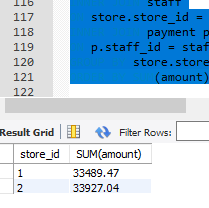 116 staff
117 store.store_id =
118 payment p
119 p.staff_id = staf
120 store.store
121 (amount)
122
Result Grid Filter Rows:
store_id SUM(amount)
1 33489.47
2 33927.04